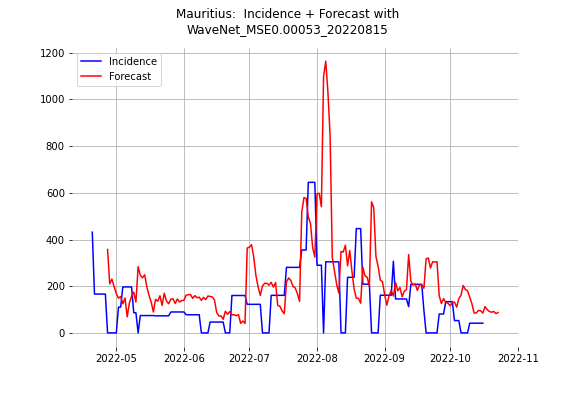 Mauritius:  Incidence + Forecast with
WaveNet_MSE0.00053_20220815
Incidence
Forecast
1200
1000
800
600
400
200
0
2022-05 2022-06 2022-07 2022-08 2022-09 2022-10 2022-11